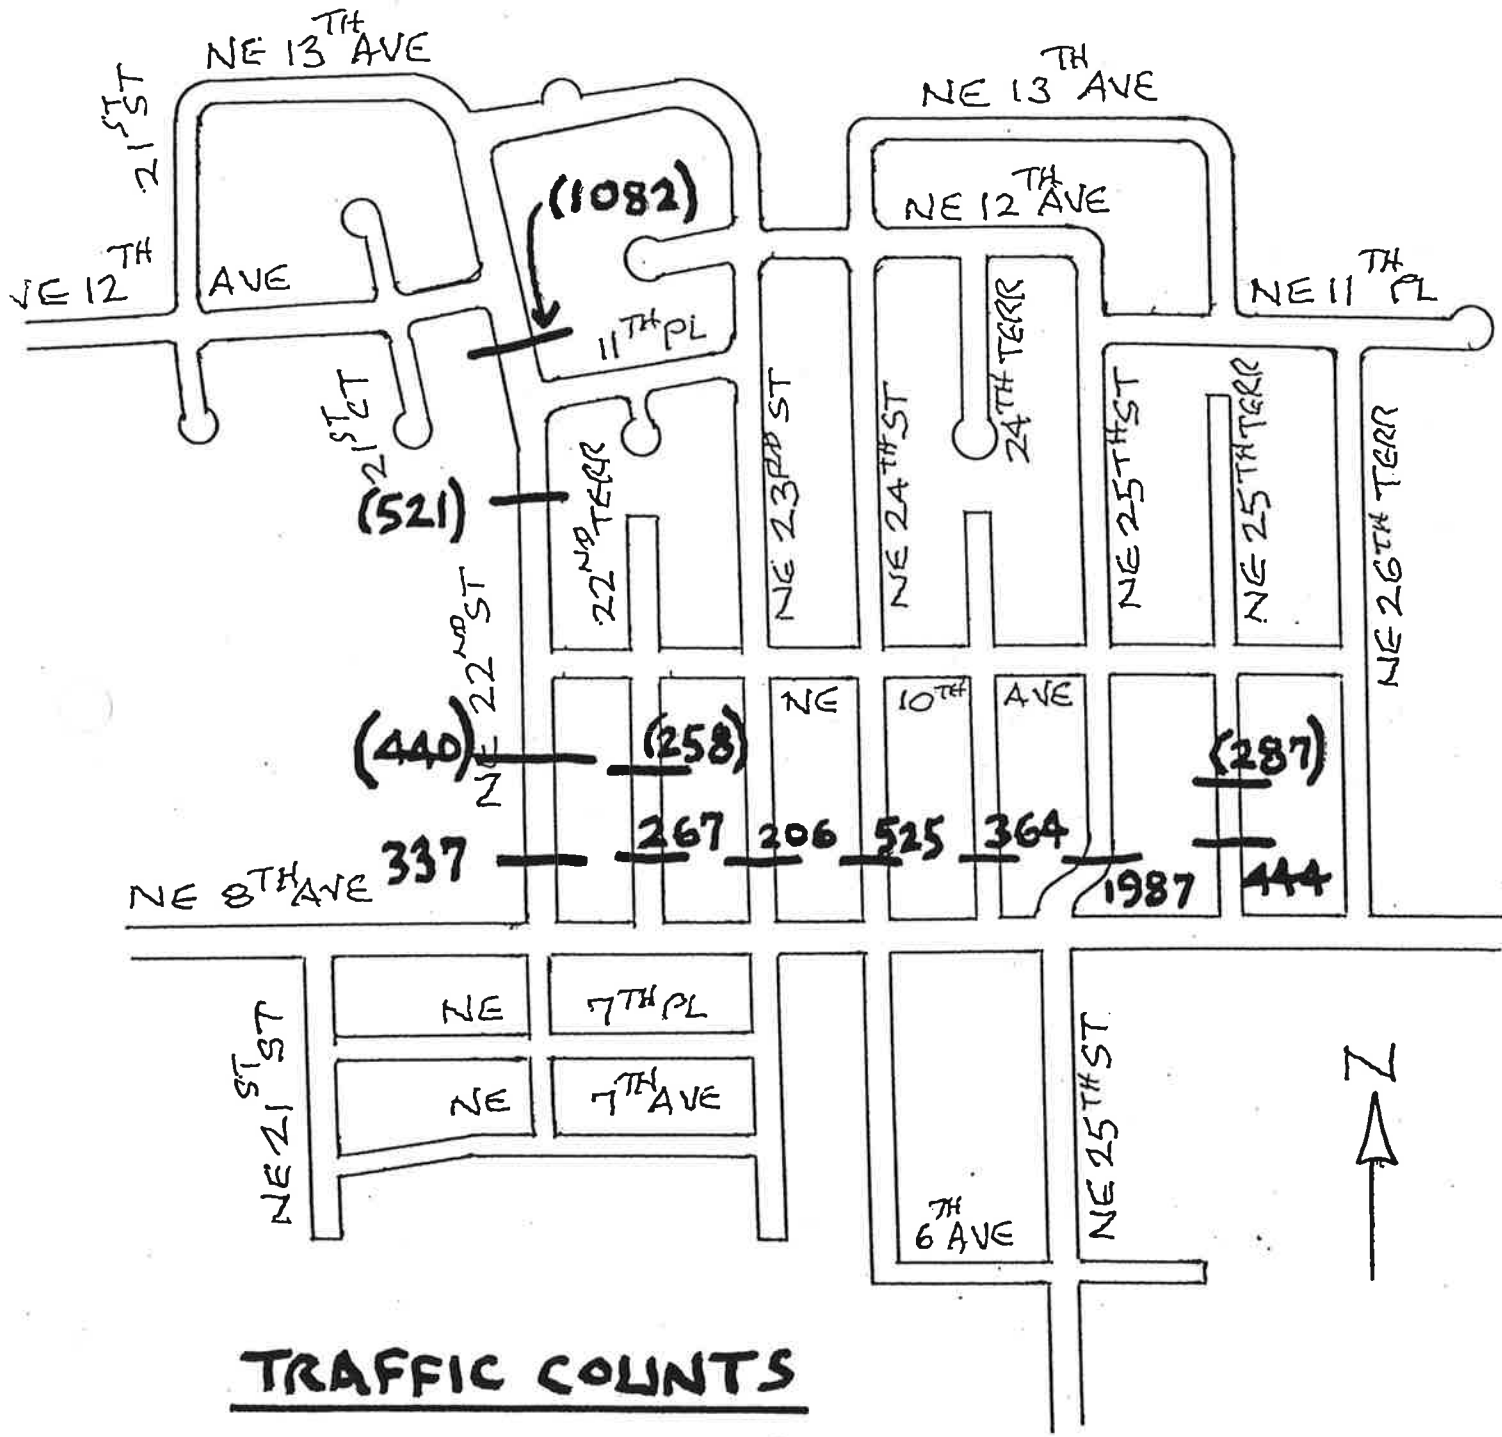 NE 13TH AVE
21ST ST
NE 13TH AVE
(1082)
NE 12TH AVE
NE 12TH AVE
NE 11TH PL
11TH PL
24TH TERR
21ST CT
NE 23RD ST
NE 24TH ST
NE 25TH ST
NE 25TH TERR
NE 26TH TERR
(521)
22ND TERR
NE 22ND ST
NE 10TH AVE
(440)
(258)
(287)
337
267
206
525
364
1987
444
NE 8TH AVE
NE 7TH PL
NE 21ST ST
NE 7TH AVE
NE 25TH ST
N
6TH AVE
TRAFFIC COUNTS